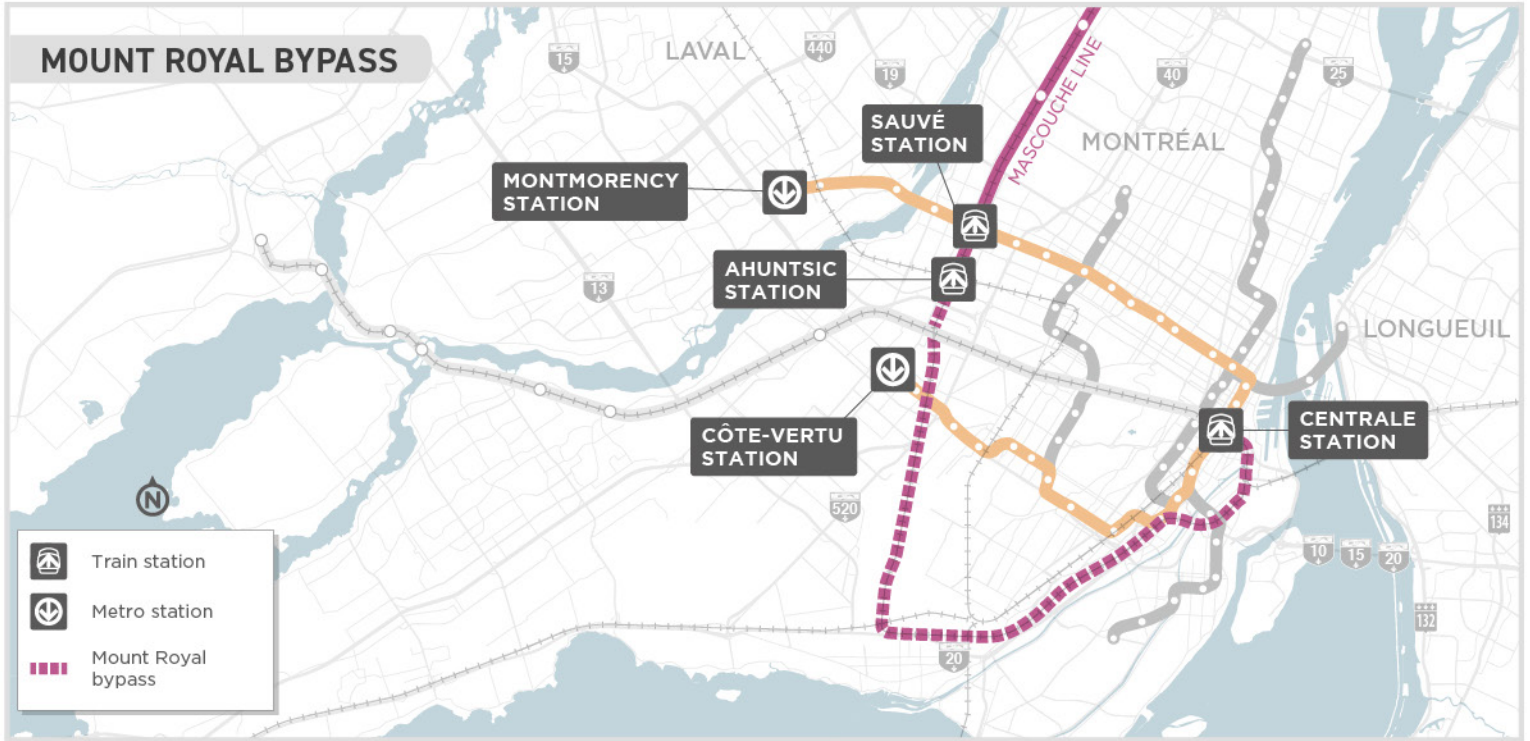 MOUNT ROYAL BYPASS
LAVAL
15
440
19
40
25
MASCOUCHE LINE
MONTRÉAL
SAUVÉ
STATION
MONTMORENCY
STATION
AHUNTSIC
STATION
13
LONGUEUIL
CÔTE-VERTU
STATION
CENTRALE
STATION
N
520
134
10
15
20
132
20
Train station
Metro station
Mount Royal
bypass